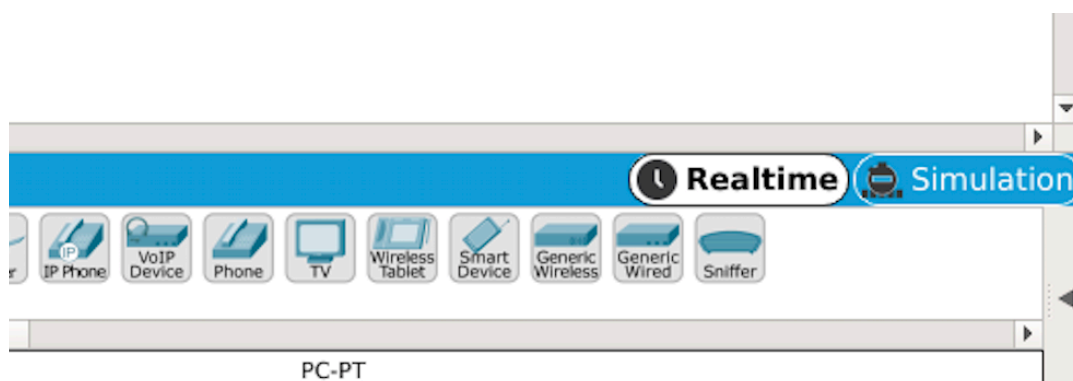 Realtime
Simulation
r
IP
IP Phone
VoIP
Device
Phone
TV
Wireless
Tablet
Smart
Device
Generic
Wireless
Generic
Wired
Sniffer
PC-PT